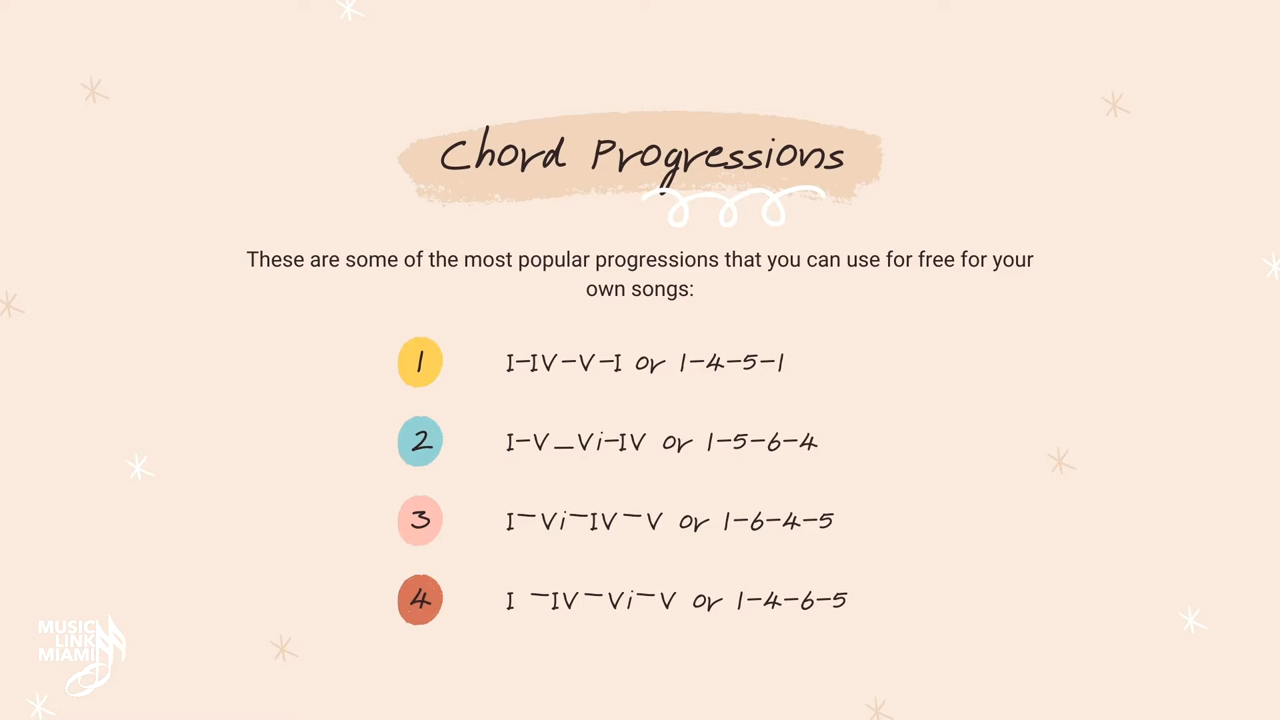 Chord Progressions
These are some of the most popular progressions that you can use for free for your
own songs:
1 I-IV-V-I or 1-4-5-1
2 I-V_Vi-IV or 1-5-6-4
3 I-Vi-IV-V or 1-6-4-5
4 I -IV-Vi-V or 1-4-6-5
MUSIC
LINK
MIAMI